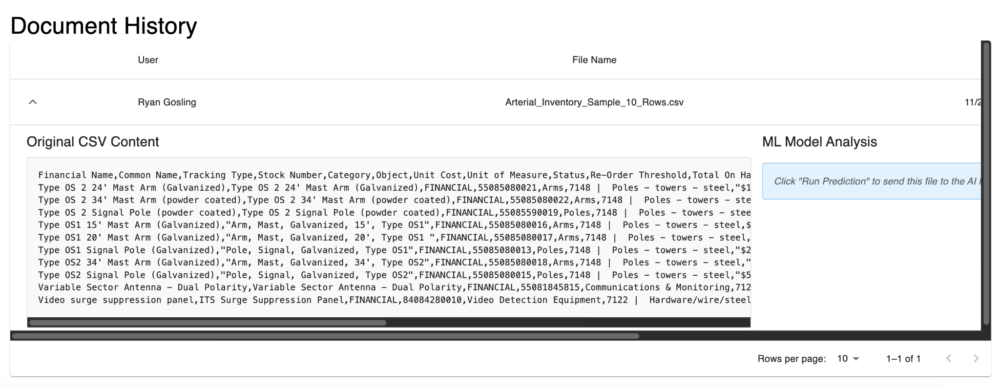 Document History
User File Name
Ryan Gosling Arterial_Inventory_Sample_10_Rows.csv 11/2
Original CSV Content ML Model Analysis
Financial Name,Common Name,Tracking Type,Stock Number,Category,Object,Unit Cost,Unit of Measure,Status,Re-Order Threshold,Total On Ha
Type OS 2 24' Mast Arm (Galvanized),Type OS 2 24' Mast Arm (Galvanized),FINANCIAL,55085080021,Arms,7148 |  Poles – towers – steel,"$1
Type OS 2 34' Mast Arm (powder coated),Type OS 2 34' Mast Arm (powder coated),FINANCIAL,55085080022,Arms,7148 |  Poles – towers – ste
Type OS 2 Signal Pole (powder coated),Type OS 2 Signal Pole (powder coated),FINANCIAL,55085590019,Poles,7148 |  Poles – towers – stee
Type OS1 15' Mast Arm (Galvanized),"Arm, Mast, Galvanized, 15', Type OS1",FINANCIAL,55085080016,Arms,7148 |  Poles – towers – steel,$
Type OS1 20' Mast Arm (Galvanized),"Arm, Mast, Galvanized, 20', Type OS1 ",FINANCIAL,55085080017,Arms,7148 |  Poles – towers – steel,
Type OS1 Signal Pole (Galvanized),"Pole, Signal, Galvanized, Type OS1",FINANCIAL,55085080013,Poles,7148 |  Poles – towers – steel,"$2
Type OS2 34' Mast Arm (Galvanized),"Arm, Mast, Galvanized, 34', Type OS2",FINANCIAL,55085080018,Arms,7148 |  Poles – towers – steel,"
Type OS2 Signal Pole (Galvanized),"Pole, Signal, Galvanized, Type OS2",FINANCIAL,55085080015,Poles,7148 |  Poles – towers – steel,"$5
Variable Sector Antenna – Dual Polarity,Variable Sector Antenna – Dual Polarity,FINANCIAL,55081845815,Communications & Monitoring,712
Video surge suppression panel,ITS Surge Suppression Panel,FINANCIAL,84084280010,Video Detection Equipment,7122 |  Hardware/wire/steel
Click "Run Prediction" to send this file to the AI
Rows per page: 10 1–1 of 1